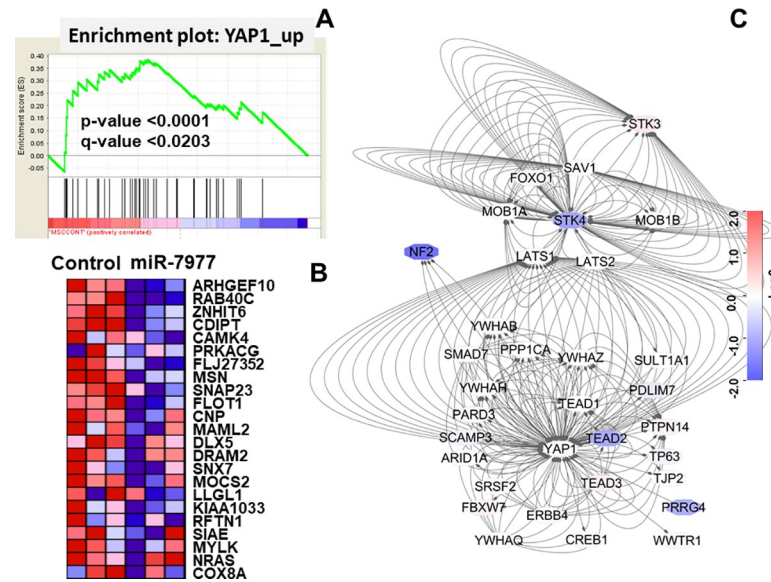 A
Enrichment plot: YAP1_up
Enrichment score (ES)
0.40
0.35
0.30
0.25
0.20
0.15
0.10
0.05
0.00
-0.05
p-value <0.0001
q-value <0.0203
'MSCCONT' (positively correlated)
B
Control miR-7977
ARHGEF10
RAB40C
ZNHIT6
CDIPT
CAMK4
PRKACG
FLJ27352
MSN
SNAP23
FLOT1
CNP
MAML2
DLX5
DRAM2
SNX7
MOCS2
LLGL1
KIAA1033
RFTN1
SIAE
MYLK
NRAS
COX8A
C
STK3
SAV1
FOXO1
MOB1A
STK4
MOB1B
NF2
LATS1
LATS2
YWHAB
SMAD7
PPP1CA
YWHAZ
SULT1A1
YWHAH
PDLIM7
TEAD1
PARD3
PTPN14
SCAMP3
YAP1
TEAD2
ARID1A
TP63
TJP2
SRSF2
TEAD3
FBXW7
ERBB4
PRRG4
YWHAQ
CREB1
WWTR1
2.0
1.0
0.0
-1.0
-2.0